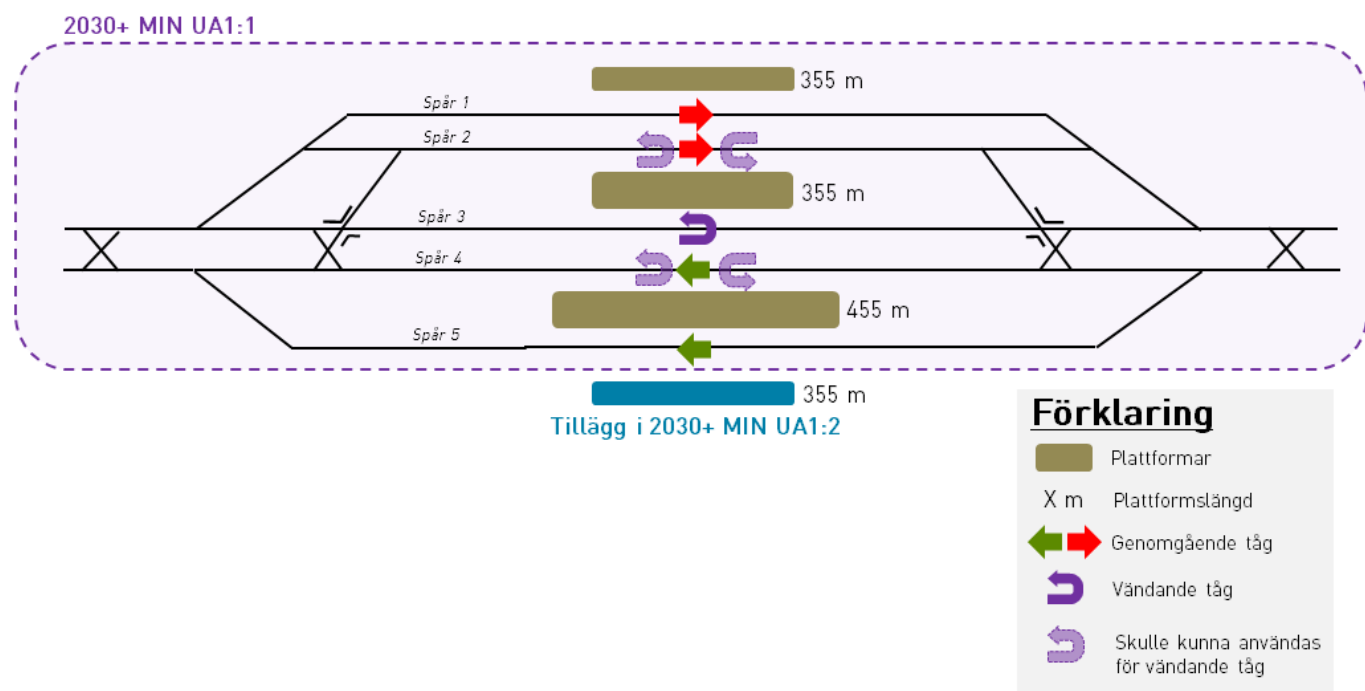 2030+ MIN UA1:1
355 m
Spår 1
Spår 2
355 m
Spår 3
Spår 4
455 m
Spår 5
355 m
Tillägg i 2030+ MIN UA1:2
Förklaring
Plattformar
X m Plattformslängd
Genomgående tåg
Vändande tåg
Skulle kunna användas
för vändande tåg